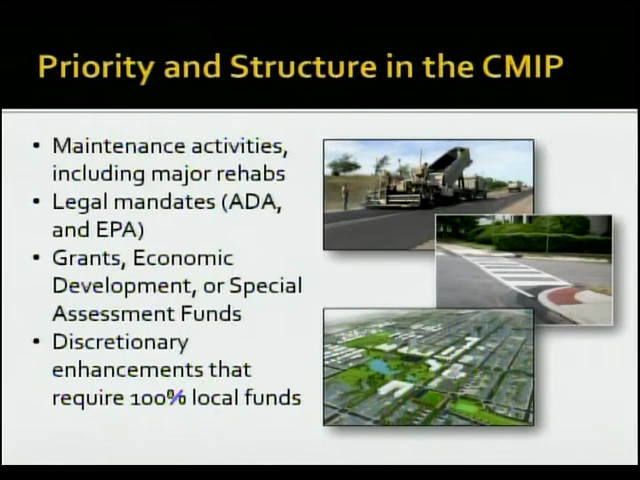 Priority and Structure in the CMIP
• Maintenance activities,
including major rehabs
• Legal mandates (ADA,
and EPA)
• Grants, Economic
Development, or Special
Assessment Funds
• Discretionary
enhancements that
require 100% local funds